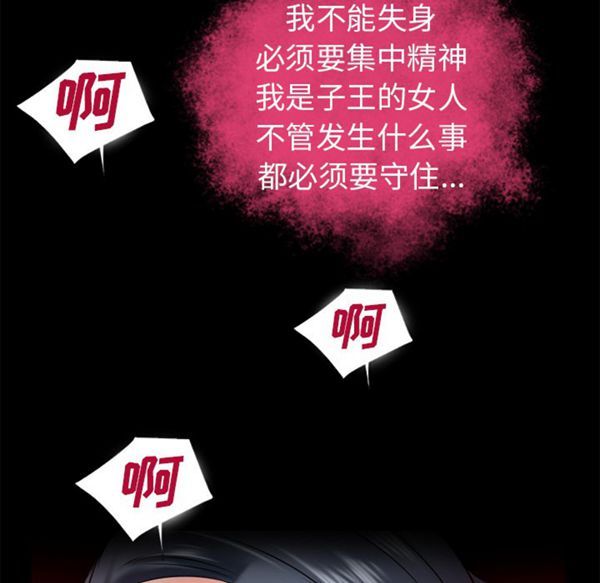 我不能失身
必须要集中精神
我是子王的女人
不管发生什么事
都必须要守住...
啊
啊
啊